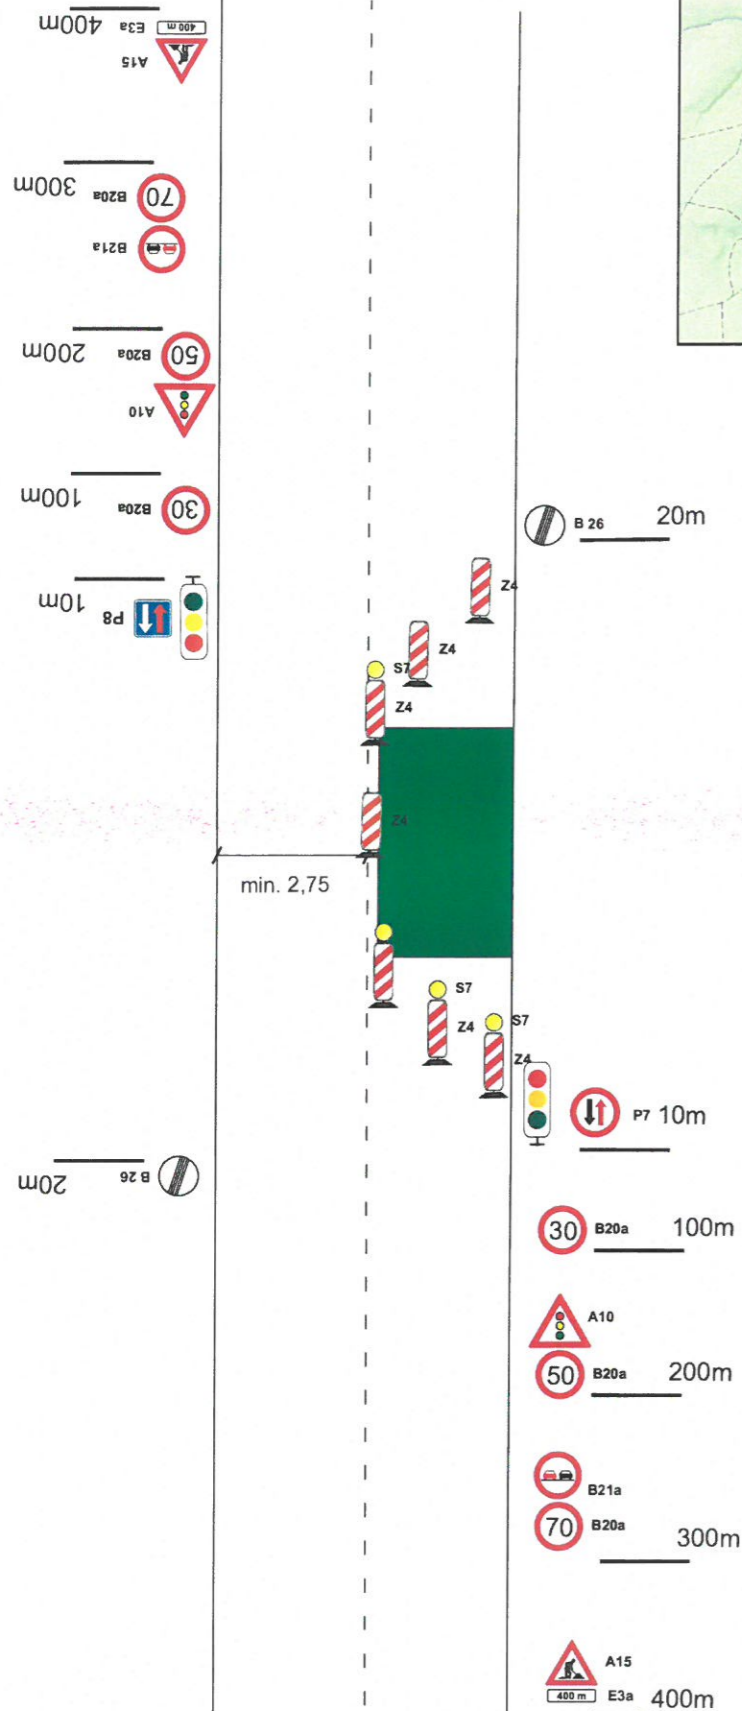 400m E3a 400 m
A15
300m B20a 70
B21a
200m B20a 50
A10
100m B20a 30
B 26 20m
10m P8
Z4
Z4
S7
Z4
Z4
min. 2,75
S7
Z4
S7
Z4
P7 10m
20m B 26
30 B20a 100m
A10
50 B20a 200m
B21a
70 B20a 300m
A15
400 m E3a 400m